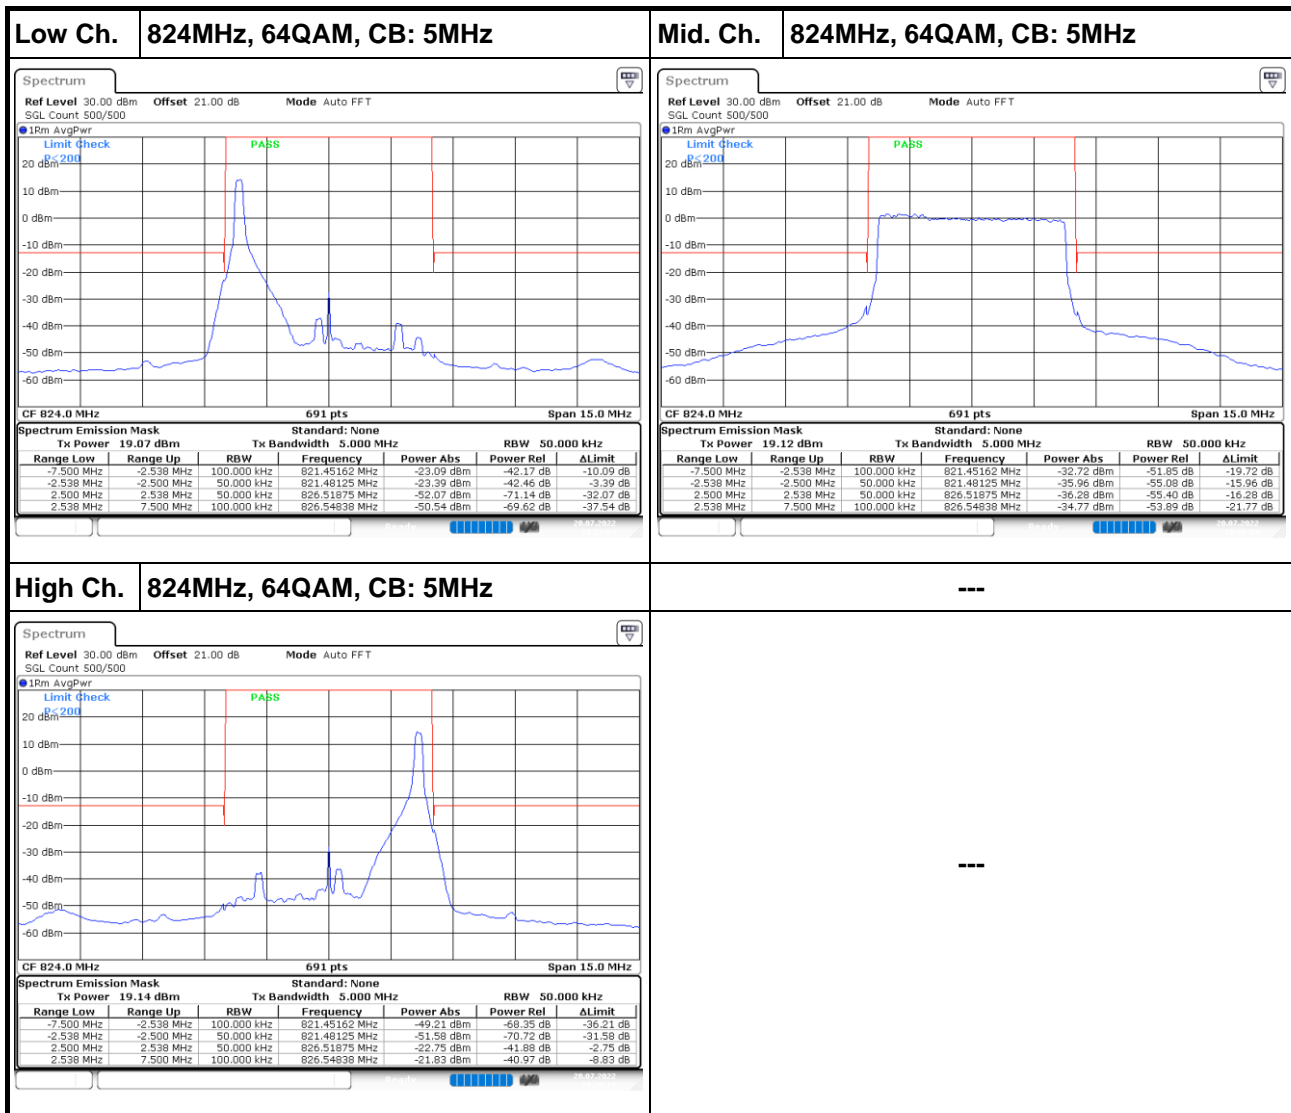 Low Ch. 824MHz, 64QAM, CB: 5MHz
Spectrum
Ref Level 30.00 dBm Offset 21.00 dB Mode Auto FFT
SGL Count 500/500
1Rm AvgPwr
Limit Check PASS
P<200
20 dBm
10 dBm
0 dBm
-10 dBm
-20 dBm
-30 dBm
-40 dBm
-50 dBm
-60 dBm
CF 824.0 MHz 691 pts Span 15.0 MHz
Spectrum Emission Mask Standard: None
Tx Power 19.07 dBm Tx Bandwidth 5.000 MHz RBW 50.000 kHz
Range Low Range Up RBW Frequency Power Abs Power Rel ΔLimit
-7.500 MHz -2.538 MHz 100.000 kHz 821.45162 MHz -23.09 dBm -42.17 dB -10.09 dB
-2.538 MHz -2.500 MHz 50.000 kHz 821.48125 MHz -23.39 dBm -42.46 dB -3.39 dB
2.500 MHz 2.538 MHz 50.000 kHz 826.51875 MHz -52.07 dBm -71.14 dB -32.07 dB
2.538 MHz 7.500 MHz 100.000 kHz 826.54838 MHz -50.54 dBm -69.62 dB -37.54 dB
Ready 28.07.2022
Mid. Ch. 824MHz, 64QAM, CB: 5MHz
Spectrum
Ref Level 30.00 dBm Offset 21.00 dB Mode Auto FFT
SGL Count 500/500
1Rm AvgPwr
Limit Check PASS
P<200
20 dBm
10 dBm
0 dBm
-10 dBm
-20 dBm
-30 dBm
-40 dBm
-50 dBm
-60 dBm
CF 824.0 MHz 691 pts Span 15.0 MHz
Spectrum Emission Mask Standard: None
Tx Power 19.12 dBm Tx Bandwidth 5.000 MHz RBW 50.000 kHz
Range Low Range Up RBW Frequency Power Abs Power Rel ΔLimit
-7.500 MHz -2.538 MHz 100.000 kHz 821.45162 MHz -32.72 dBm -51.85 dB -19.72 dB
-2.538 MHz -2.500 MHz 50.000 kHz 821.48125 MHz -35.96 dBm -55.08 dB -15.96 dB
2.500 MHz 2.538 MHz 50.000 kHz 826.51875 MHz -36.28 dBm -55.40 dB -16.28 dB
2.538 MHz 7.500 MHz 100.000 kHz 826.54838 MHz -34.77 dBm -53.89 dB -21.77 dB
Ready 28.07.2022
High Ch. 824MHz, 64QAM, CB: 5MHz
Spectrum
Ref Level 30.00 dBm Offset 21.00 dB Mode Auto FFT
SGL Count 500/500
1Rm AvgPwr
Limit Check PASS
P<200
20 dBm
10 dBm
0 dBm
-10 dBm
-20 dBm
-30 dBm
-40 dBm
-50 dBm
-60 dBm
CF 824.0 MHz 691 pts Span 15.0 MHz
Spectrum Emission Mask Standard: None
Tx Power 19.14 dBm Tx Bandwidth 5.000 MHz RBW 50.000 kHz
Range Low Range Up RBW Frequency Power Abs Power Rel ΔLimit
-7.500 MHz -2.538 MHz 100.000 kHz 821.45162 MHz -49.21 dBm -68.35 dB -36.21 dB
-2.538 MHz -2.500 MHz 50.000 kHz 821.48125 MHz -51.58 dBm -70.72 dB -31.58 dB
2.500 MHz 2.538 MHz 50.000 kHz 826.51875 MHz -22.75 dBm -41.88 dB -2.75 dB
2.538 MHz 7.500 MHz 100.000 kHz 826.54838 MHz -21.83 dBm -40.97 dB -8.83 dB
Ready 28.07.2022
---
---